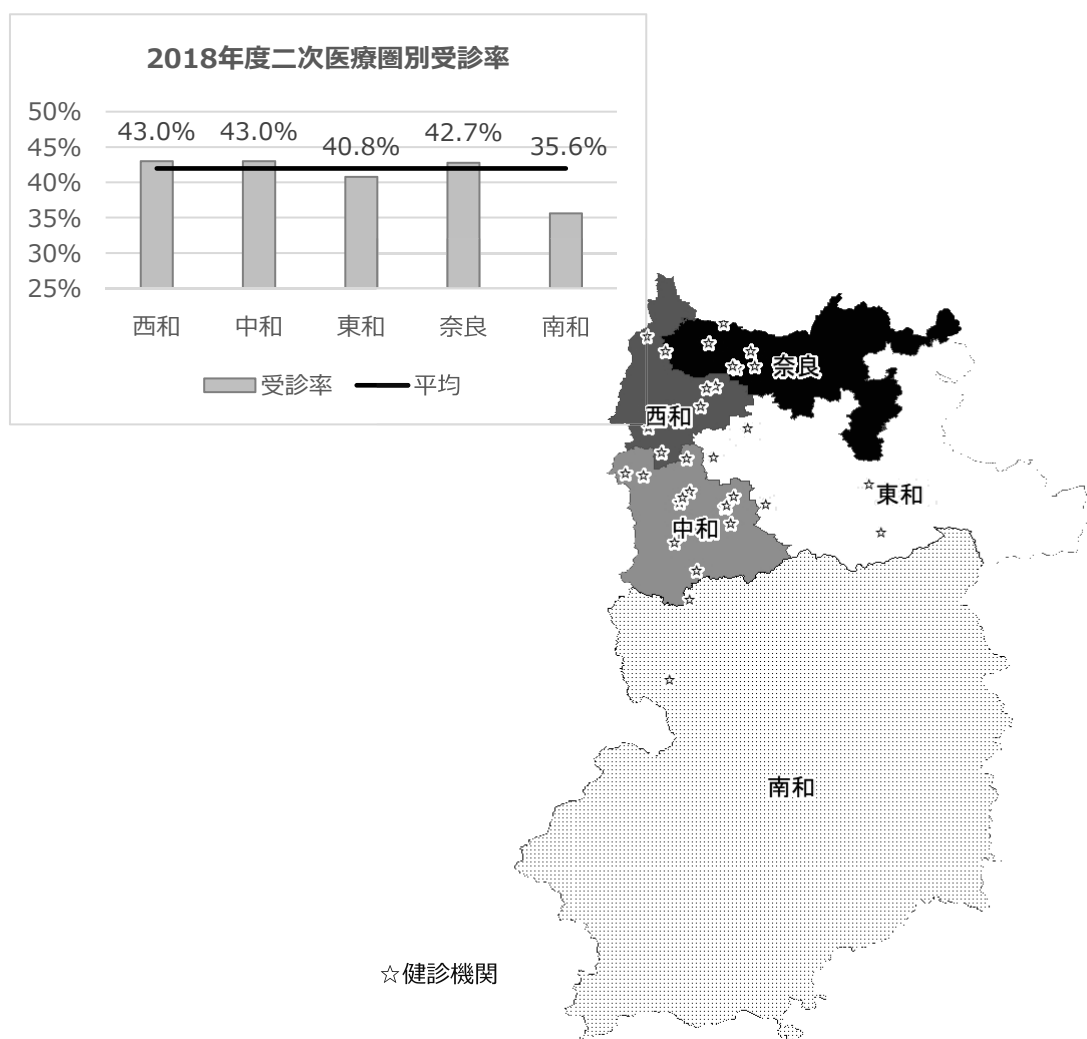 2018年度二次医療圏別受診率
50%
45%
40%
35%
30%
25%
43.0%
43.0%
40.8%
42.7%
35.6%
西和
中和
東和
奈良
南和
受診率
平均
奈良
西和
東和
中和
南和
☆健診機関